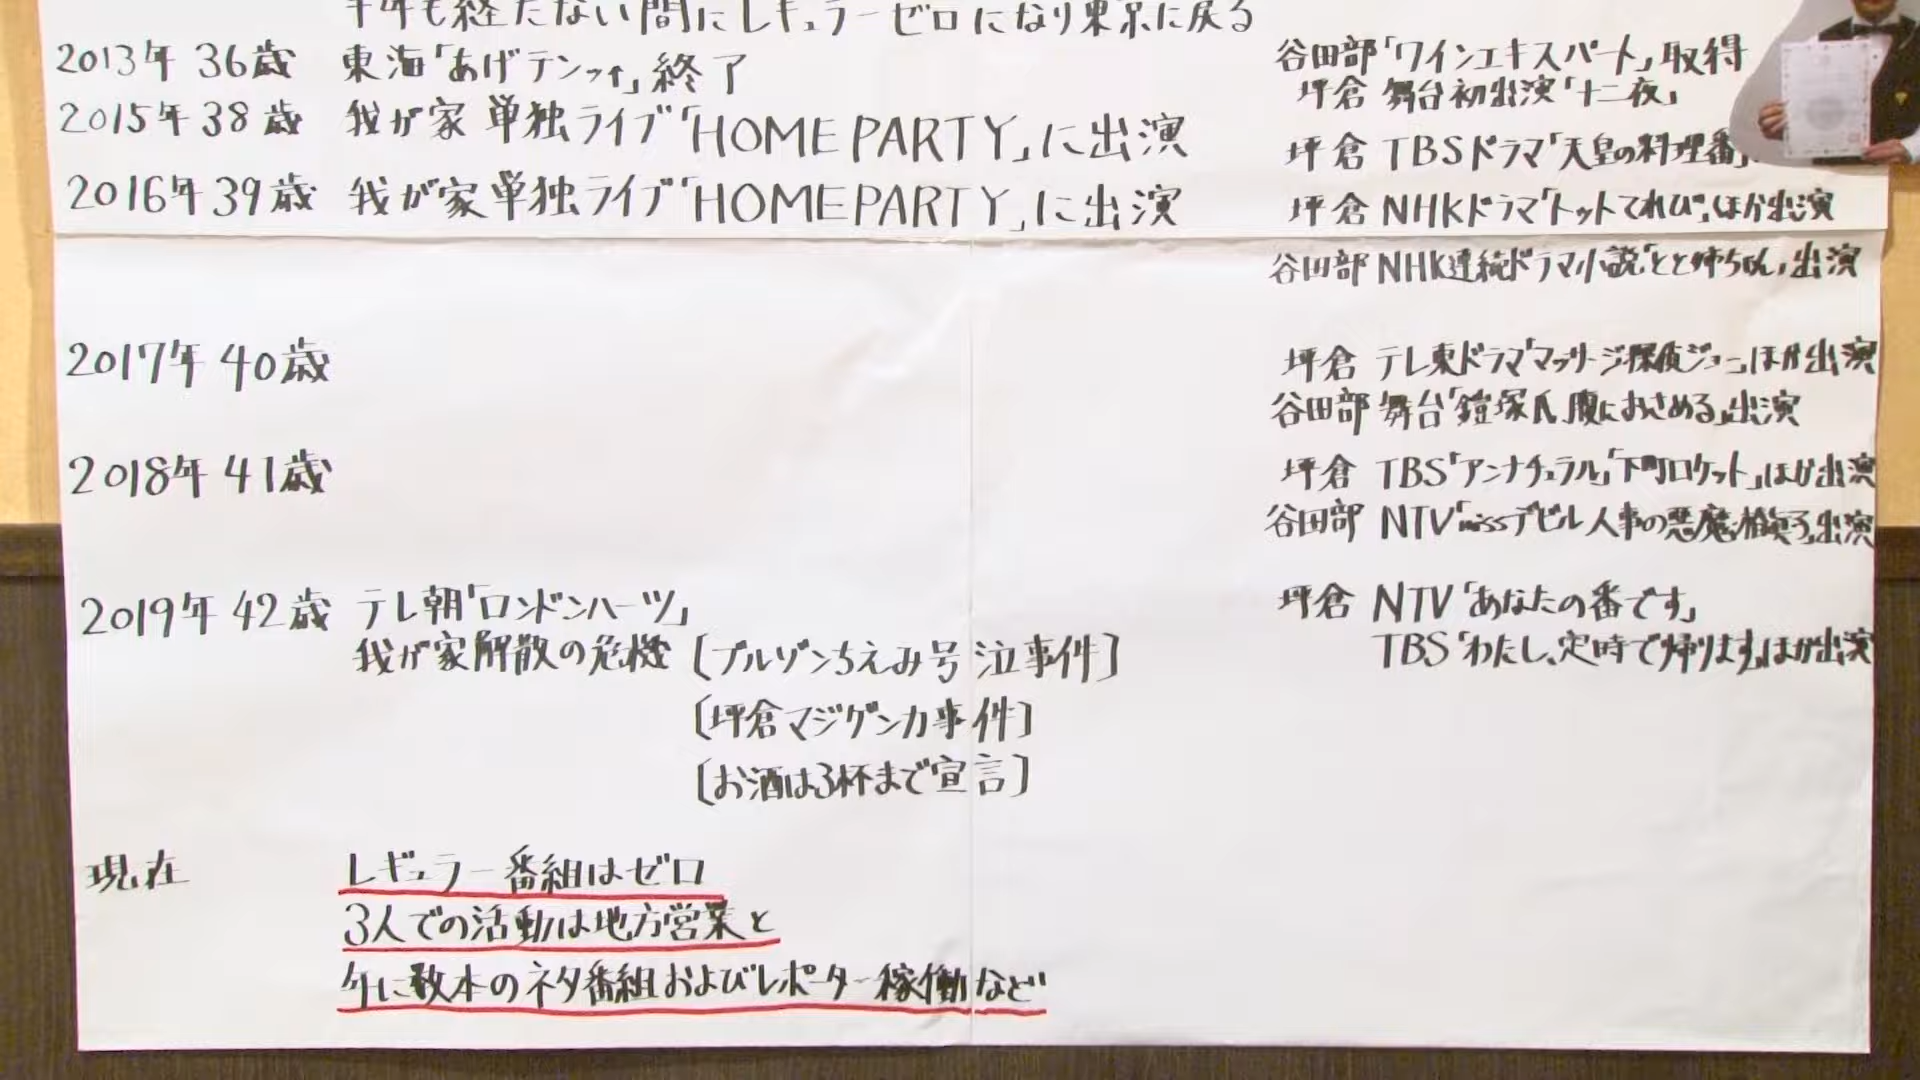 半年も経たない間にレギュラーゼロになり東京に戻る
2013年 36歳 東海「あげテンッ↑」終了
谷田部「ワインエキスパート」取得
坪倉 舞台初出演「十二夜」
2015年 38歳 我が家 単独ライブ「HOME PARTY」に出演
坪倉 TBSドラマ「天皇の料理番」
2016年 39歳 我が家単独ライブ「HOME PARTY」に出演
坪倉 NHKドラマ「トットてれび」ほか出演
谷田部 NHK連続ドラマ小説「とと姉ちゃん」出演
2017年 40歳
坪倉 テレ東ドラマ「マッサージ探偵ジョー」ほか出演
谷田部 舞台「鎧塚氏、腹におさめる」出演
2018年 41歳
坪倉 TBS「アンナチュラル」「下町ロケット」ほか出演
谷田部 NTV「missデビル 人事の悪魔・椿眞子」出演
2019年 42歳 テレ朝「ロンドンハーツ」
我が家解散の危機 [ブルゾンちえみ号泣事件]
[坪倉マジゲンカ事件]
[お酒は3杯まで宣言]
坪倉 NTV「あなたの番です」
TBS「わたし、定時で帰ります」ほか出演
現在 レギュラー番組はゼロ
3人での活動は地方営業と
年に数本のネタ番組およびレポーター稼働など